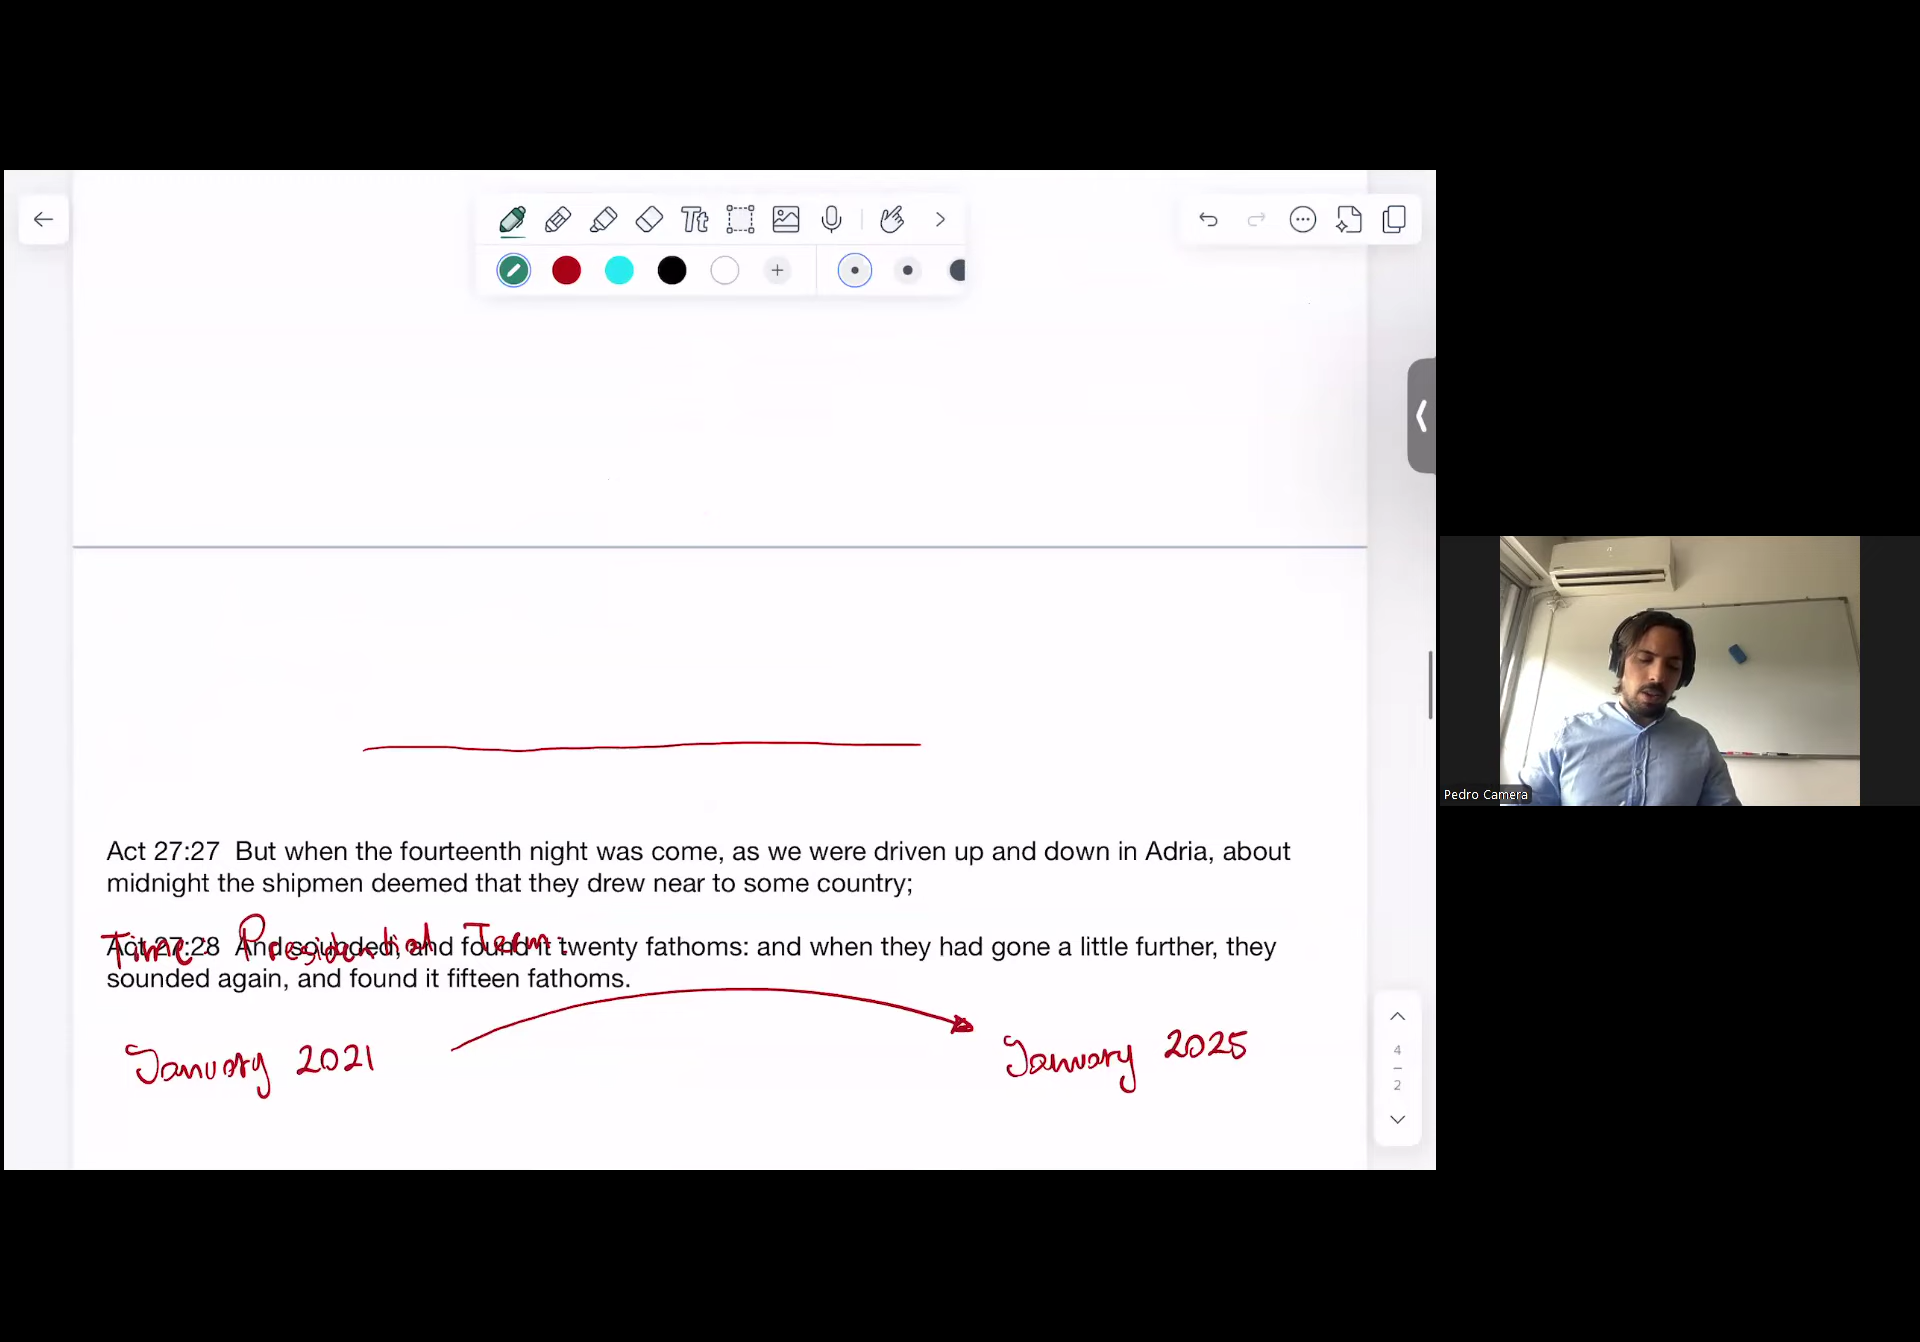 Tt
Act 27:27 But when the fourteenth night was come, as we were driven up and down in Adria, about
midnight the shipmen deemed that they drew near to some country;
Time: Presidential Term:
Act 27:28 And sounded, and found it twenty fathoms: and when they had gone a little further, they
sounded again, and found it fifteen fathoms.
January 2021
January 2025
4
2
Pedro Camera